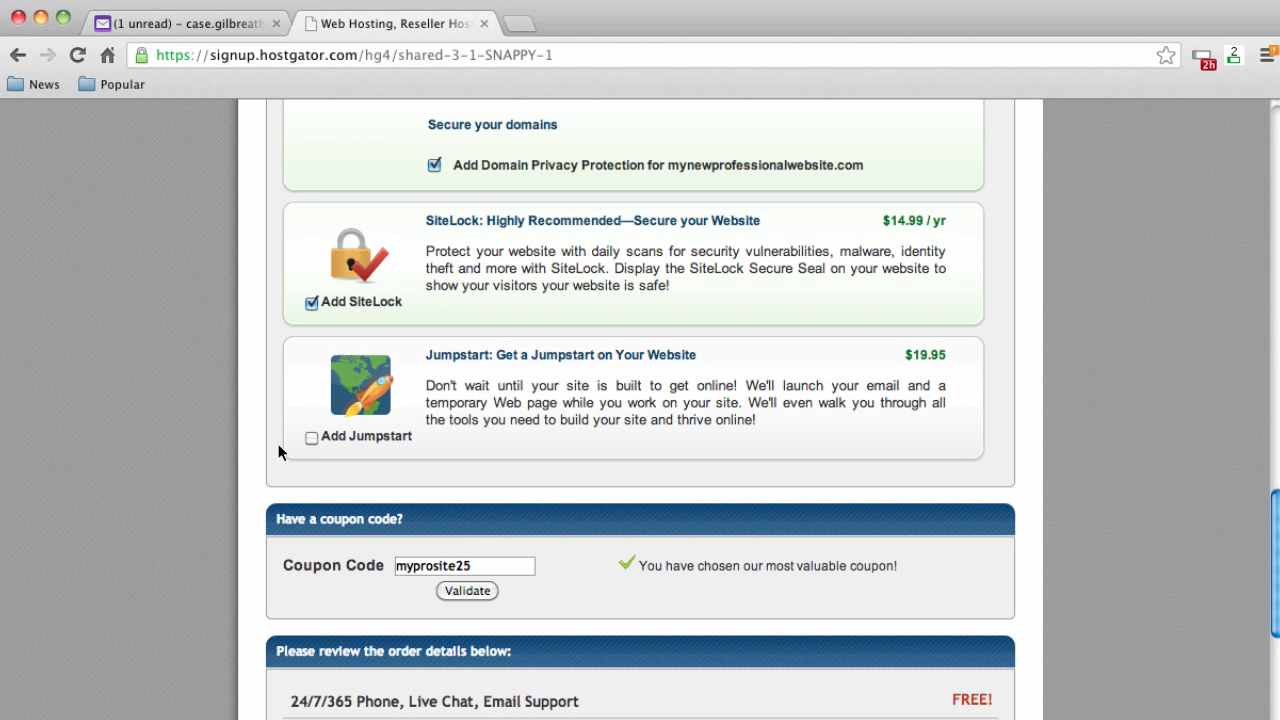 (1 unread) – case.gilbreath
Web Hosting, Reseller Hos
https://signup.hostgator.com/hg4/shared-3-1-SNAPPY-1
2h
2
News
Popular
Secure your domains
Add Domain Privacy Protection for mynewprofessionalwebsite.com
SiteLock: Highly Recommended—Secure your Website
$14.99 / yr
Protect your website with daily scans for security vulnerabilities, malware, identity
theft and more with SiteLock. Display the SiteLock Secure Seal on your website to
show your visitors your website is safe!
Add SiteLock
Jumpstart: Get a Jumpstart on Your Website
$19.95
Don't wait until your site is built to get online! We'll launch your email and a
temporary Web page while you work on your site. We'll even walk you through all
the tools you need to build your site and thrive online!
Add Jumpstart
Have a coupon code?
Coupon Code
myprosite25
You have chosen our most valuable coupon!
Validate
Please review the order details below:
24/7/365 Phone, Live Chat, Email Support
FREE!